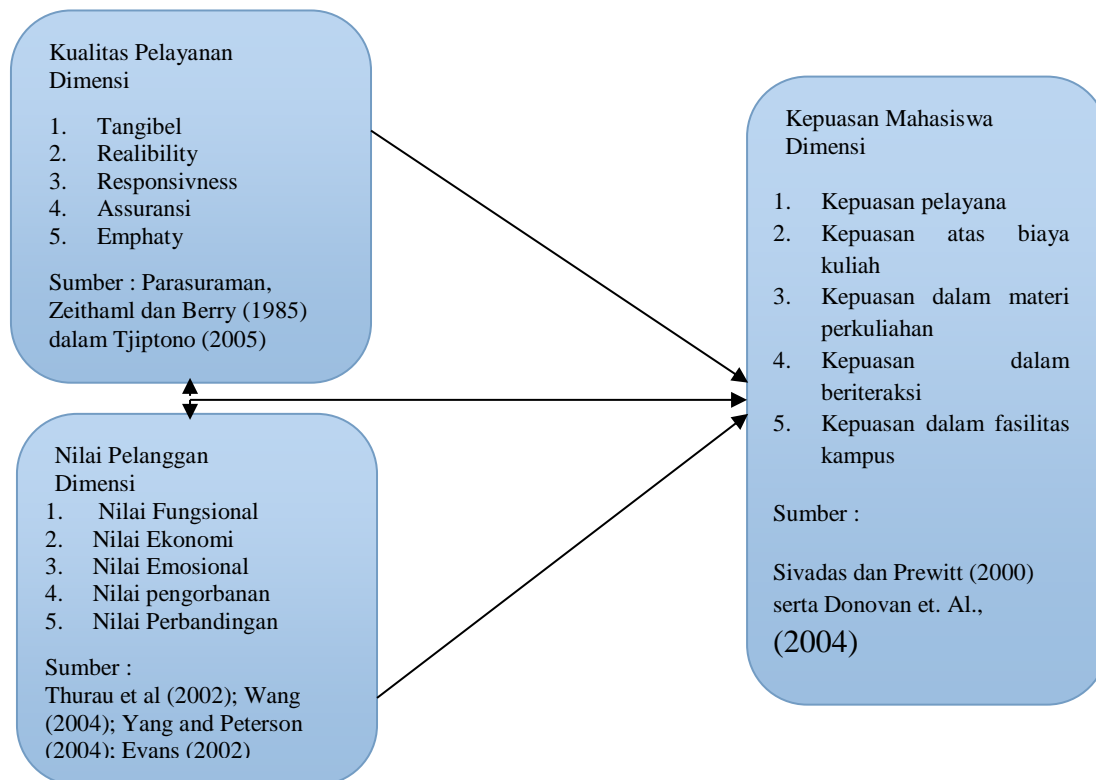 Kualitas Pelayanan
Dimensi
1. Tangibel
2. Realibility
3. Responsivness
4. Assuransi
5. Emphaty
Sumber : Parasuraman,
Zeithaml dan Berry (1985)
dalam Tjiptono (2005)
Nilai Pelanggan
Dimensi
1. Nilai Fungsional
2. Nilai Ekonomi
3. Nilai Emosional
4. Nilai pengorbanan
5. Nilai Perbandingan
Sumber :
Thurau et al (2002); Wang
(2004); Yang and Peterson
(2004); Evans (2002)
Kepuasan Mahasiswa
Dimensi
1. Kepuasan pelayana
2. Kepuasan atas biaya
kuliah
3. Kepuasan dalam materi
perkuliahan
4. Kepuasan dalam
beriteraksi
5. Kepuasan dalam fasilitas
kampus
Sumber :
Sivadas dan Prewitt (2000)
serta Donovan et. Al.,
(2004)